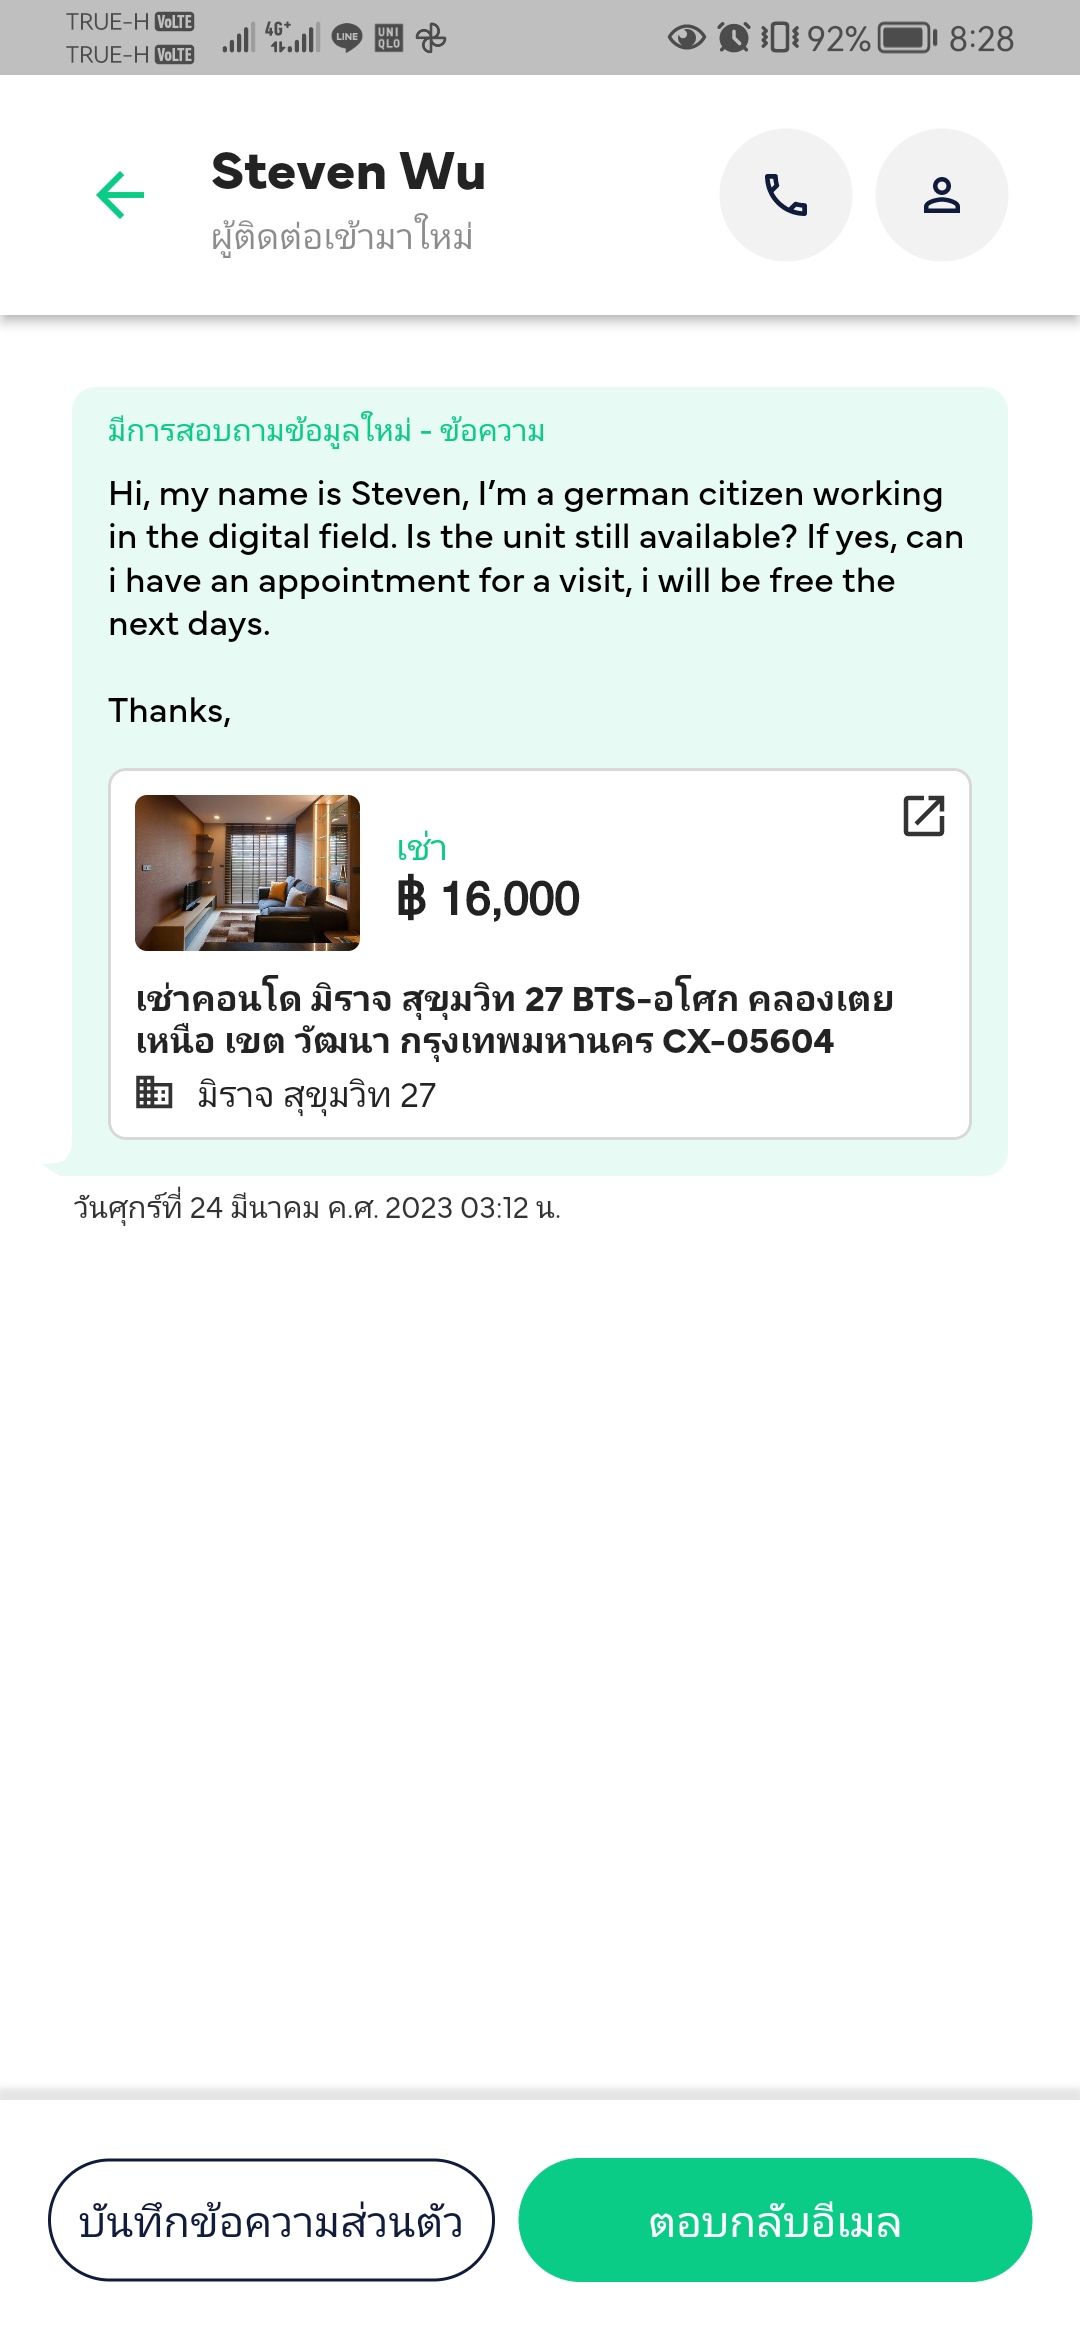 TRUE-H VoLTE
TRUE-H VoLTE
4G+
LINE
UNI
QLO
92%
8:28
Steven Wu
ผู้ติดต่อเข้ามาใหม่
มีการสอบถามข้อมูลใหม่ - ข้อความ
Hi, my name is Steven, I’m a german citizen working
in the digital field. Is the unit still available? If yes, can
i have an appointment for a visit, i will be free the
next days.
Thanks,
เช่า
฿ 16,000
เช่าคอนโด มิราจ สุขุมวิท 27 BTS-อโศก คลองเตย
เหนือ เขต วัฒนา กรุงเทพมหานคร CX-05604
มิราจ สุขุมวิท 27
วันศุกร์ที่ 24 มีนาคม ค.ศ. 2023 03:12 น.
บันทึกข้อความส่วนตัว
ตอบกลับอีเมล